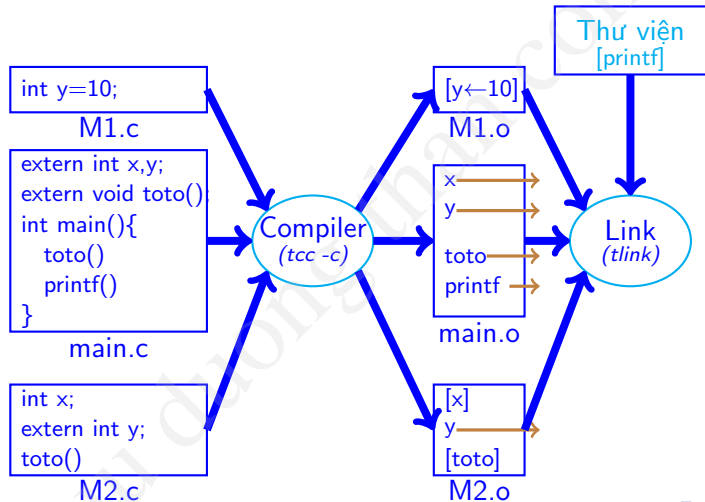 Thư viện
[printf]
int y=10;
M1.c
extern int x,y;
extern void toto();
int main(){
toto()
printf()
}
main.c
int x;
extern int y;
toto()
M2.c
Compiler
(tcc -c)
[y←10]
M1.o
x
y
toto
printf
main.o
[x]
y
[toto]
M2.o
Link
(tlink)